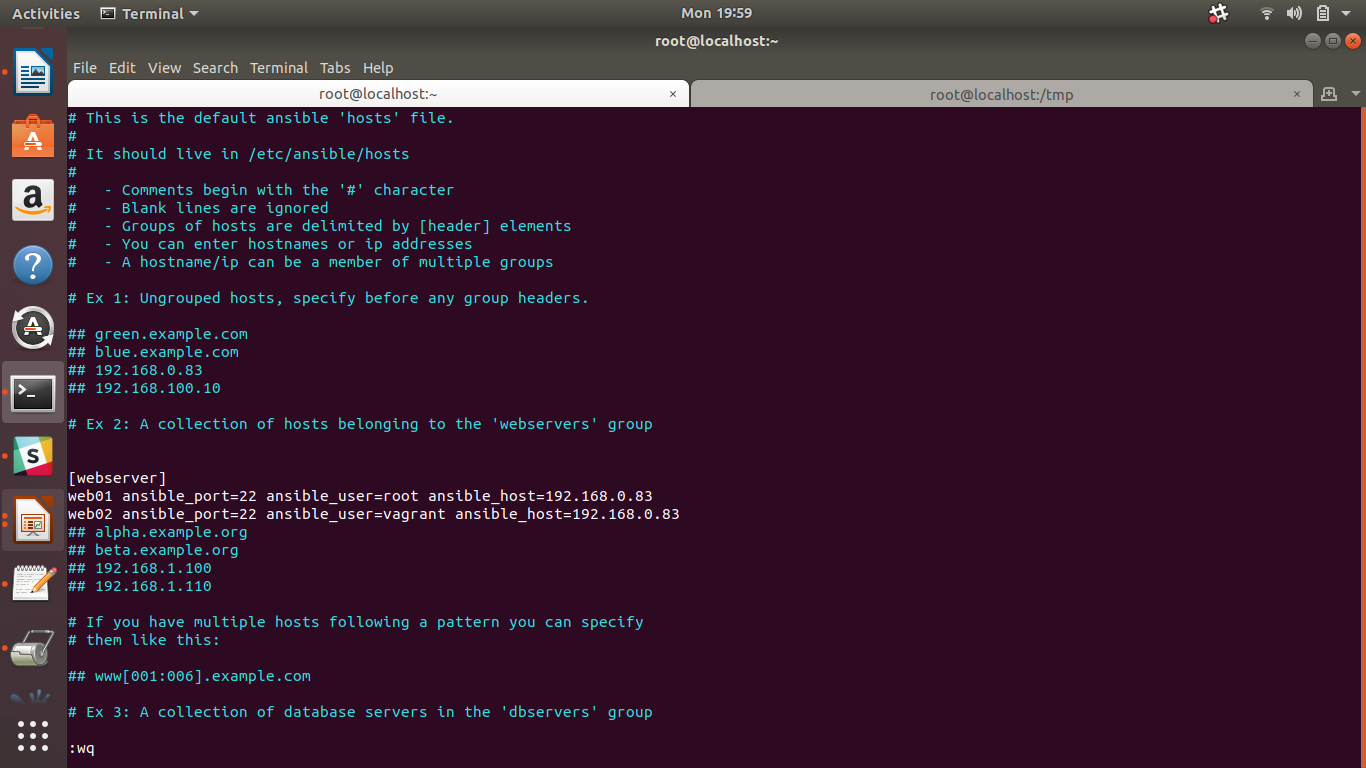 Activities Terminal Mon 19:59
root@localhost:~
File Edit View Search Terminal Tabs Help
root@localhost:~ × root@localhost:/tmp ×
# This is the default ansible 'hosts' file.
#
# It should live in /etc/ansible/hosts
#
#   - Comments begin with the '#' character
#   - Blank lines are ignored
#   - Groups of hosts are delimited by [header] elements
#   - You can enter hostnames or ip addresses
#   - A hostname/ip can be a member of multiple groups
# Ex 1: Ungrouped hosts, specify before any group headers.
## green.example.com
## blue.example.com
## 192.168.0.83
## 192.168.100.10
# Ex 2: A collection of hosts belonging to the 'webservers' group
[webserver]
web01 ansible_port=22 ansible_user=root ansible_host=192.168.0.83
web02 ansible_port=22 ansible_user=vagrant ansible_host=192.168.0.83
## alpha.example.org
## beta.example.org
## 192.168.1.100
## 192.168.1.110
# If you have multiple hosts following a pattern you can specify
# them like this:
## www[001:006].example.com
# Ex 3: A collection of database servers in the 'dbservers' group
:wq